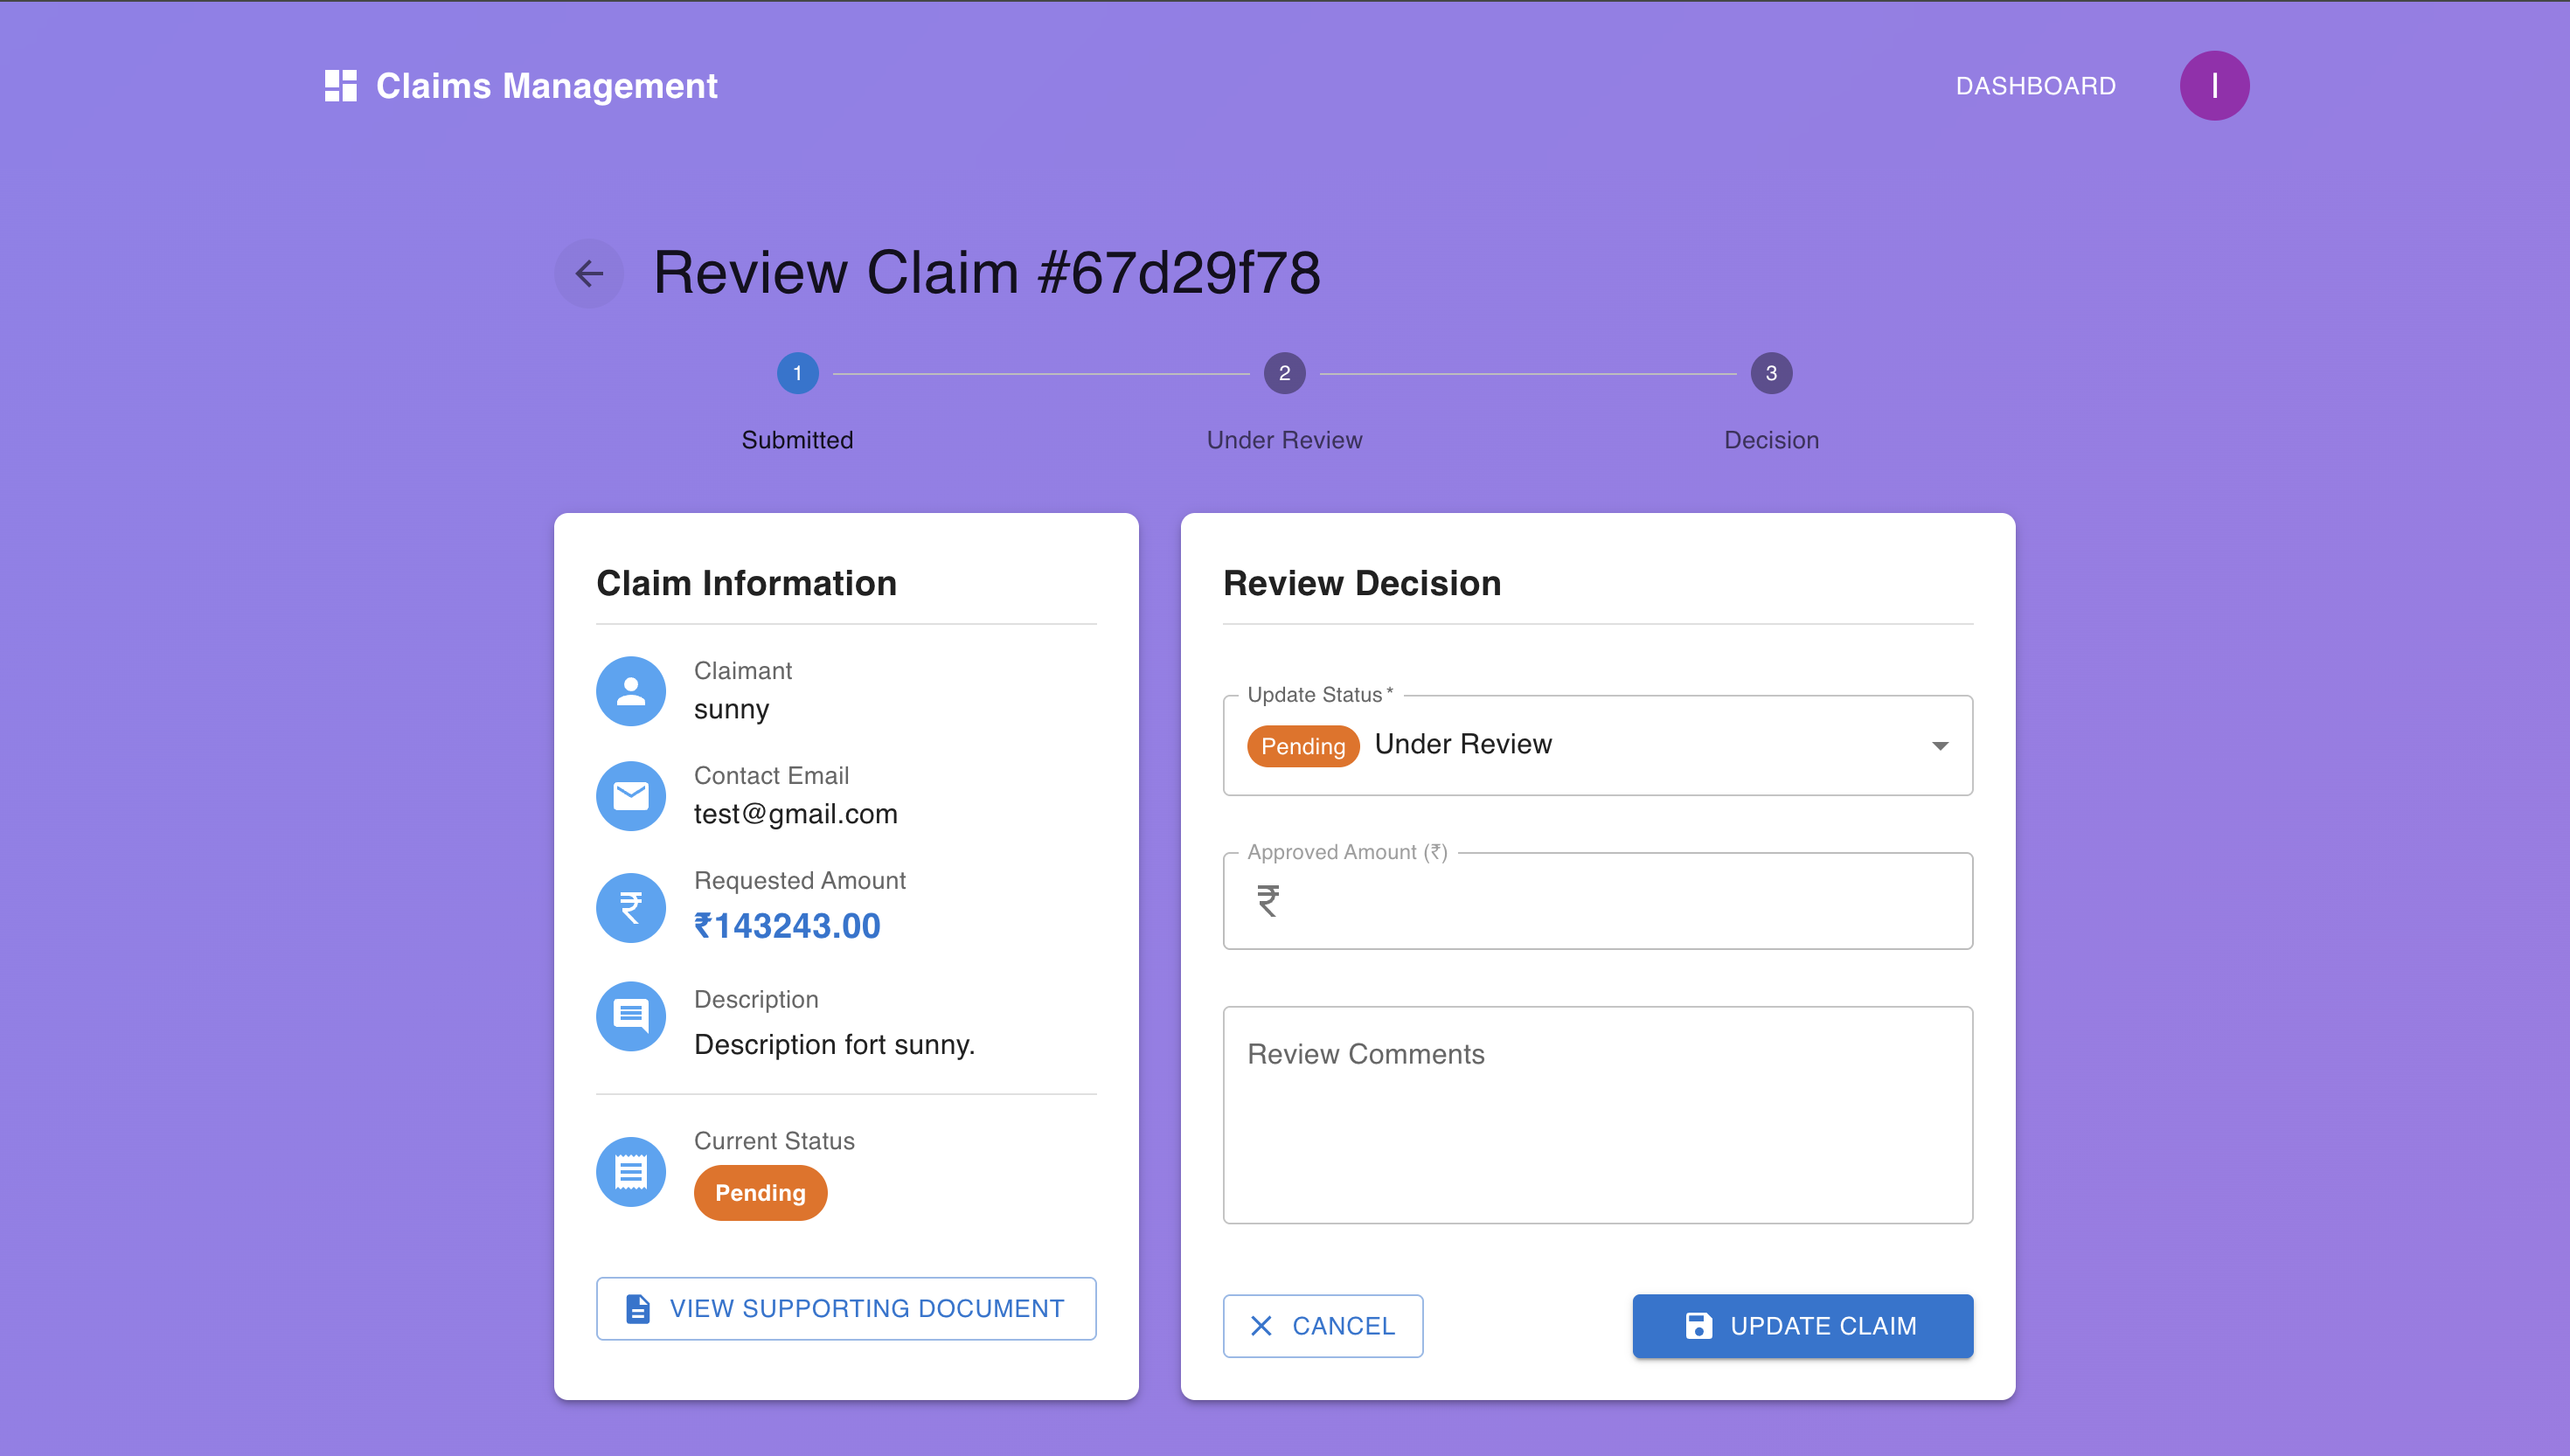 Claims Management
DASHBOARD
I
Review Claim #67d29f78
1
2
3
Submitted
Under Review
Decision
Claim Information
Claimant
sunny
Contact Email
test@gmail.com
₹
Requested Amount
₹143243.00
Description
Description fort sunny.
Current Status
Pending
VIEW SUPPORTING DOCUMENT
Review Decision
Update Status *
Pending Under Review
Approved Amount (₹)
₹
Review Comments
CANCEL
UPDATE CLAIM